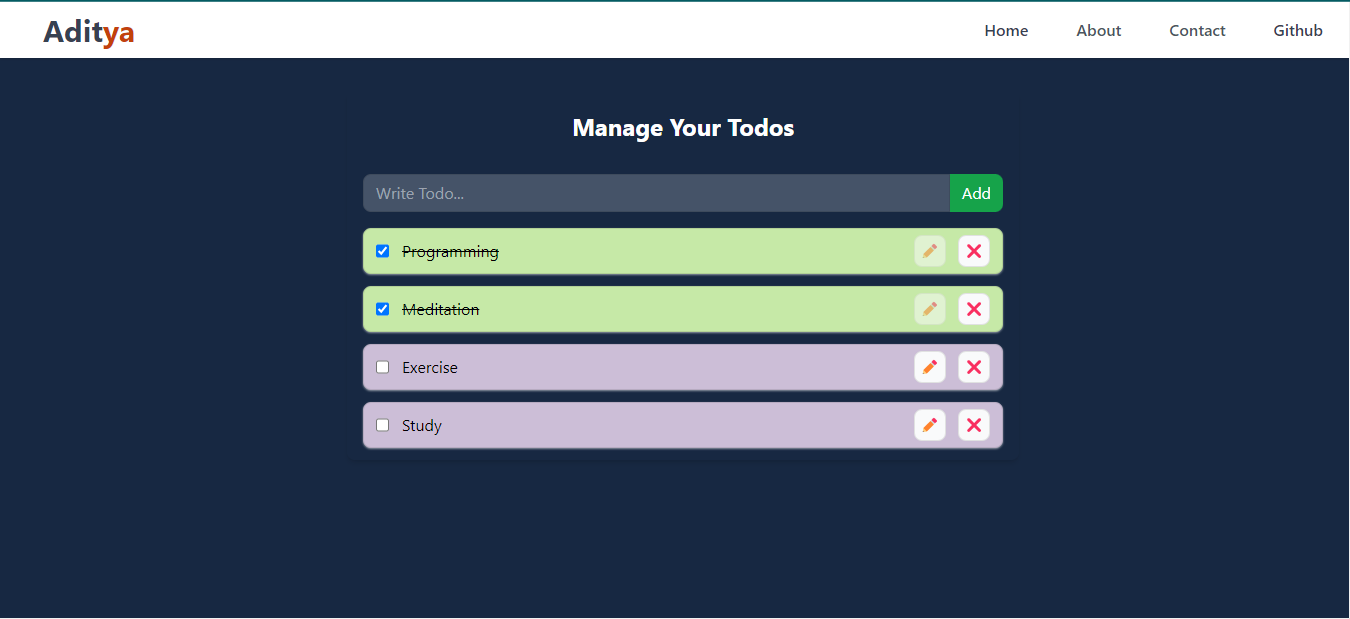 Aditya
Home About Contact Github
Manage Your Todos
Write Todo...
Add
Programming
Meditation
Exercise
Study